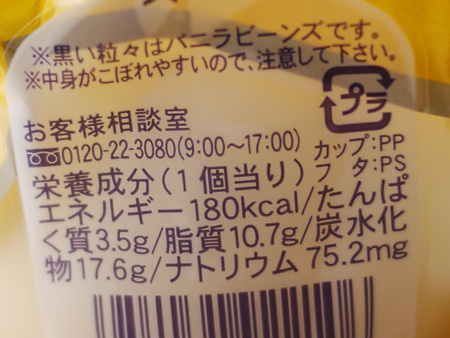 ※黒い粒々はバニラビーンズです。
※中身がこぼれやすいので、注意して下さい。
プラ
お客様相談室
0120-22-3080(9:00〜17:00)
カップ:PP
フタ:PS
栄養成分(1個当り)
エネルギー180kcal/たんぱ
く質3.5g/脂質10.7g/炭水化
物17.6g/ナトリウム75.2mg